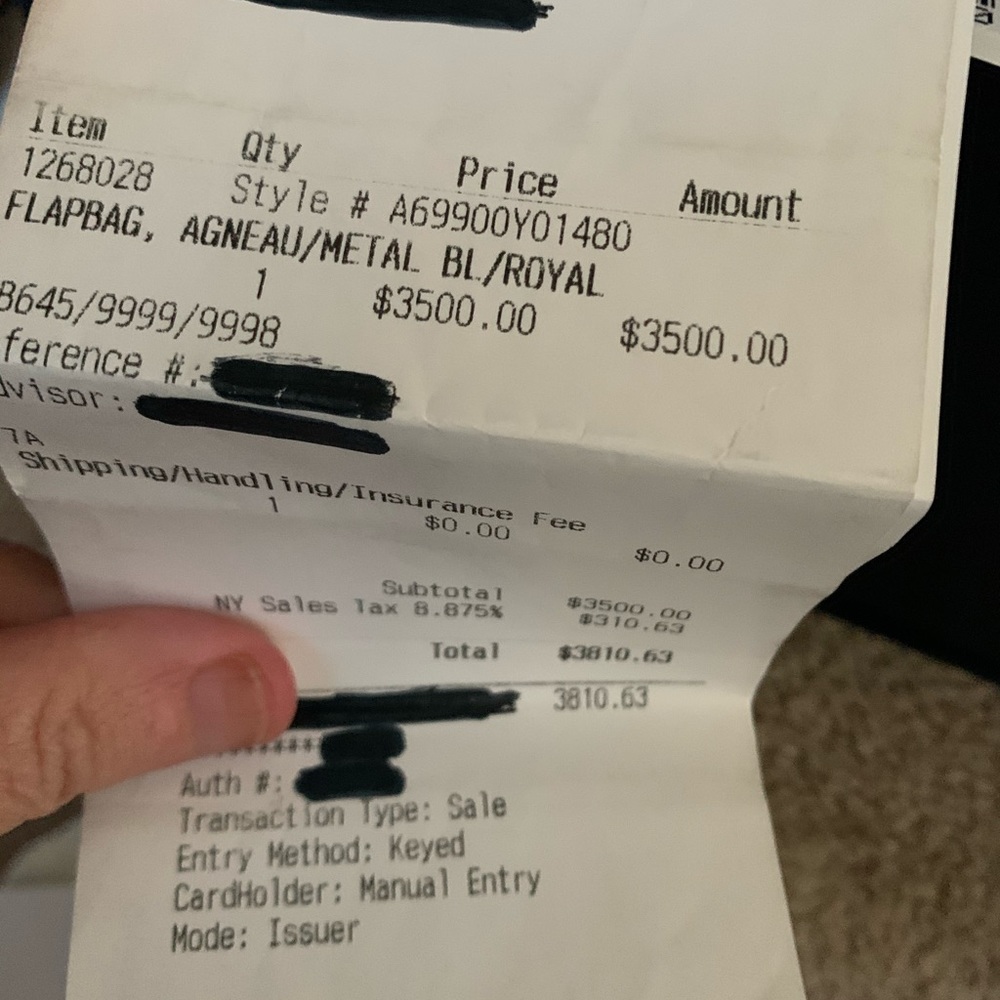 Item Qty Price Amount
1268028 Style # A69900Y01480
FLAPBAG, AGNEAU/METAL BL/ROYAL
1 $3500.00 $3500.00
8645/9999/9998
ference #:
dvisor:
7A
Shipping/Handling/Insurance Fee
1 $0.00 $0.00
Subtotal $3500.00
NY Sales Tax 8.875% $310.63
Total $3810.63
3810.63
Auth #:
Transaction Type: Sale
Entry Method: Keyed
CardHolder: Manual Entry
Mode: Issuer